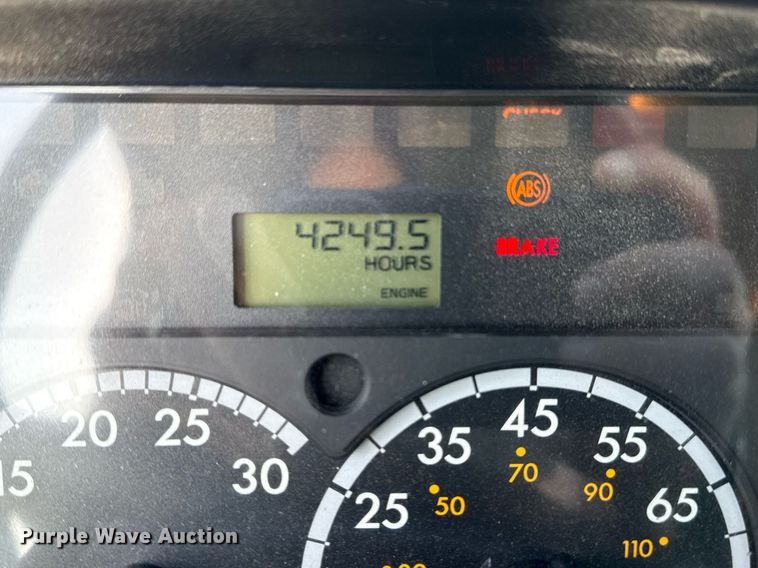 ABS
4249.5
BRAKE
HOURS
ENGINE
15 20 25 30
25 35 45 55 65
50 70 90 110
Purple Wave Auction